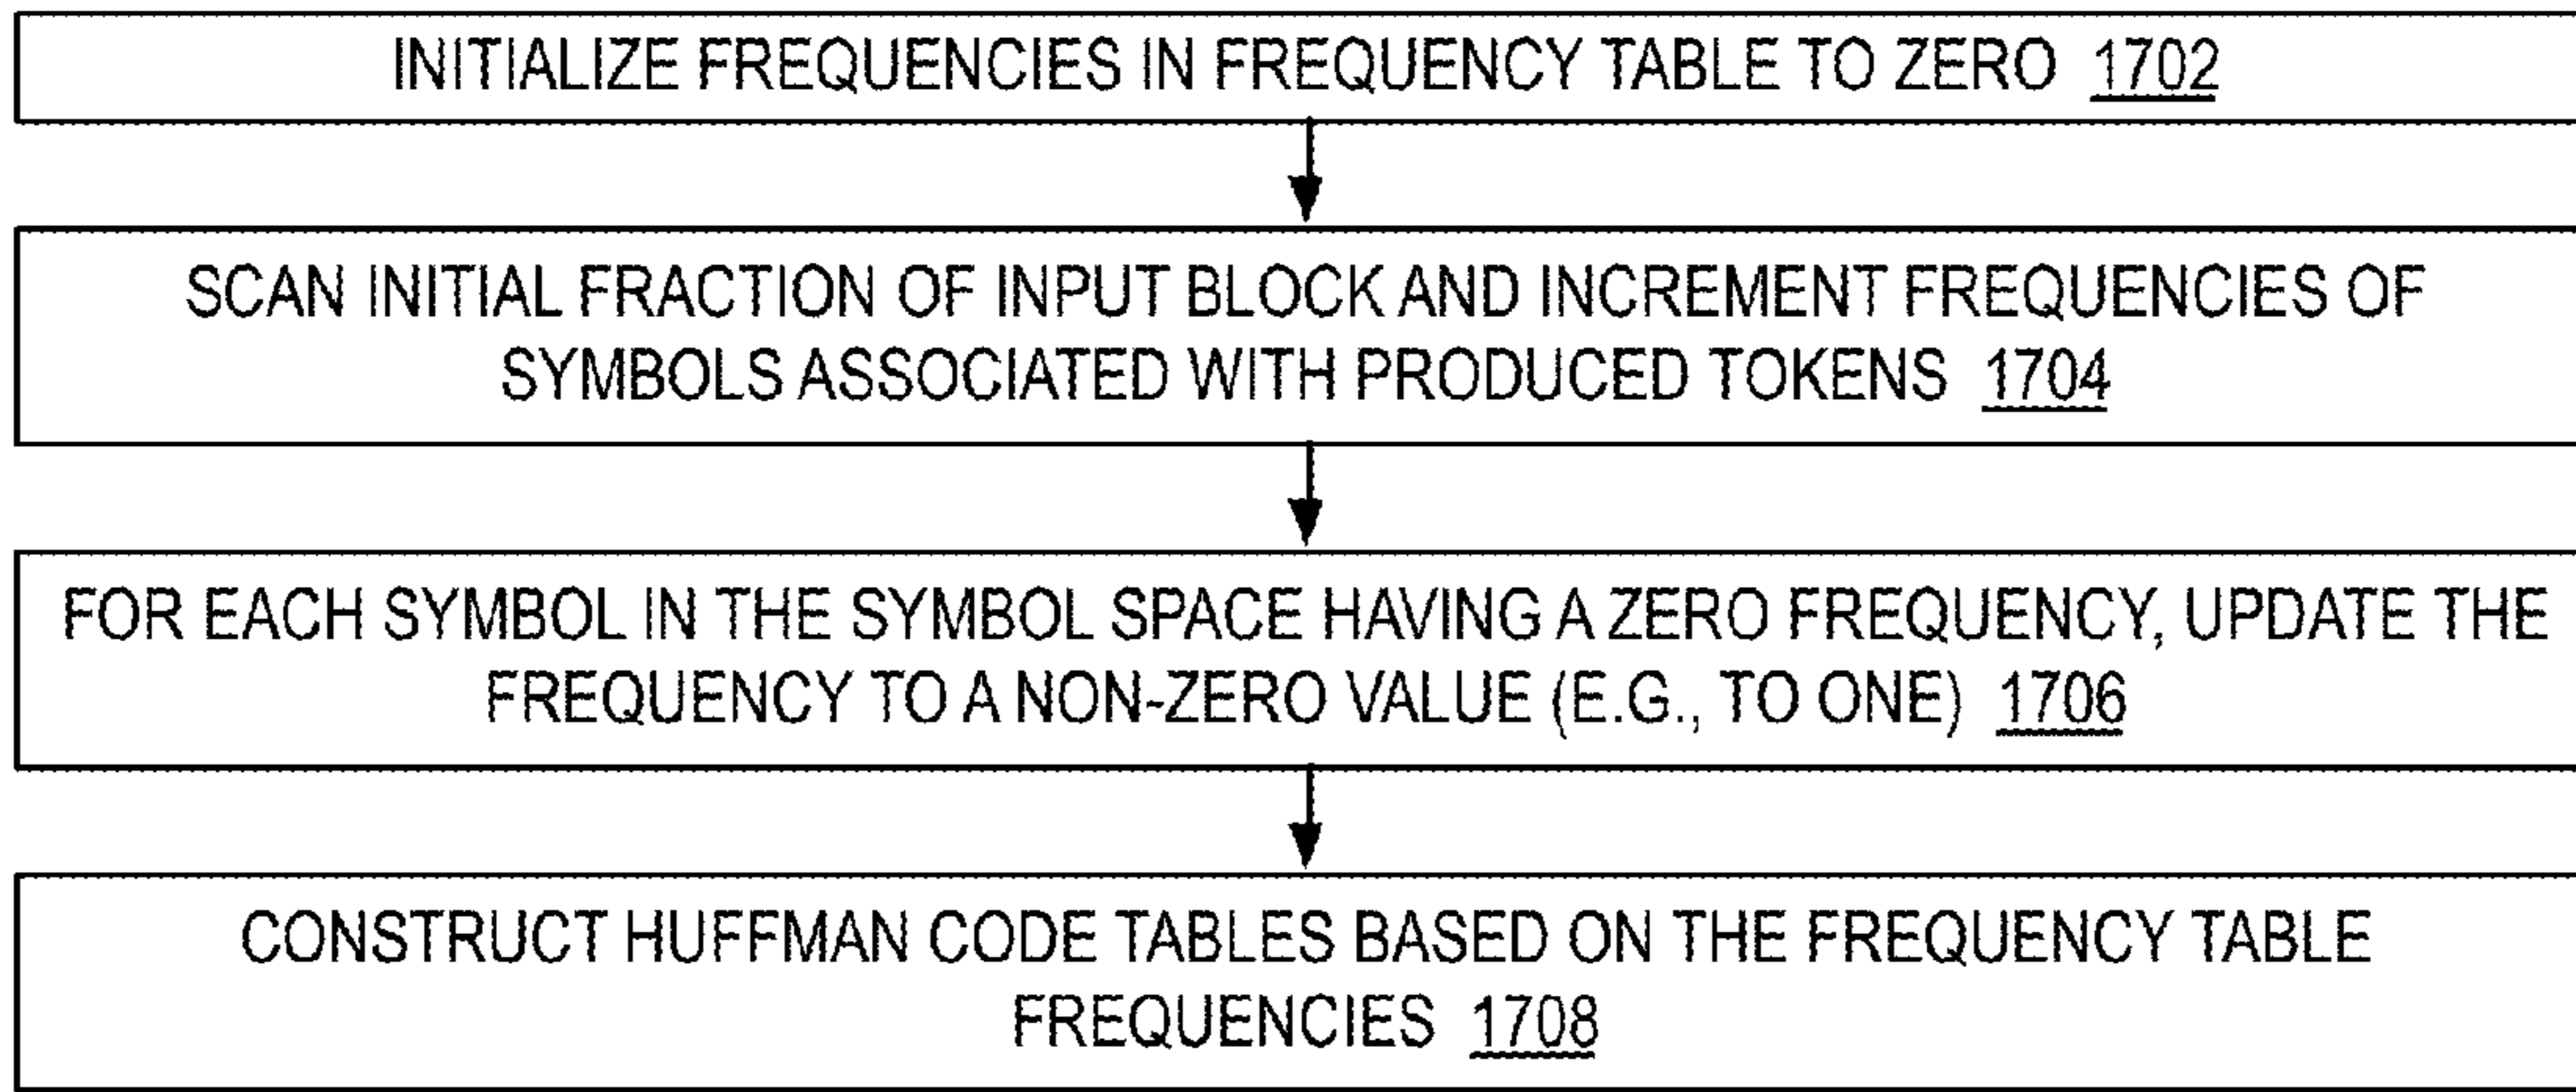 INITIALIZE FREQUENCIES IN FREQUENCY TABLE TO ZERO 1702
SCAN INITIAL FRACTION OF INPUT BLOCK AND INCREMENT FREQUENCIES OF
SYMBOLS ASSOCIATED WITH PRODUCED TOKENS 1704
FOR EACH SYMBOL IN THE SYMBOL SPACE HAVING A ZERO FREQUENCY, UPDATE THE
FREQUENCY TO A NON-ZERO VALUE (E.G., TO ONE) 1706
CONSTRUCT HUFFMAN CODE TABLES BASED ON THE FREQUENCY TABLE
FREQUENCIES 1708